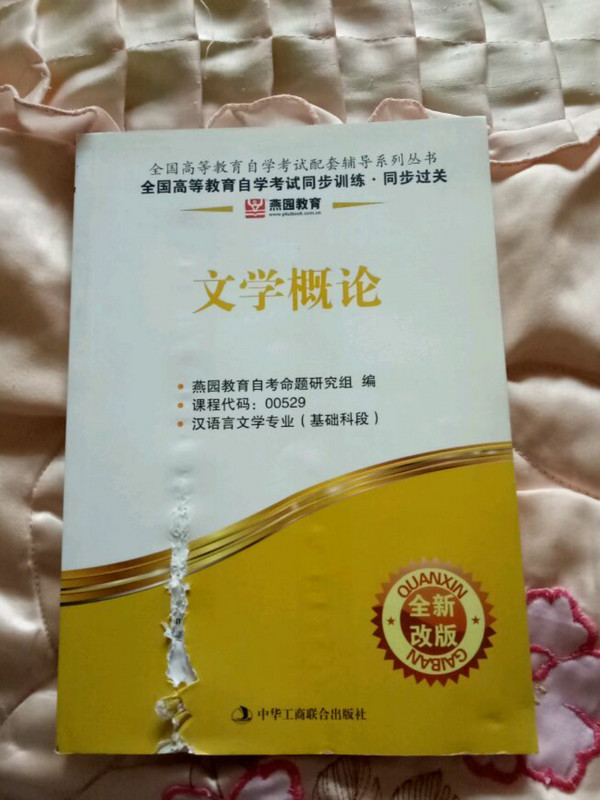 全国高等教育自学考试配套辅导系列丛书
全国高等教育自学考试同步训练·同步过关
燕园教育
www.pkubook.com.cn
文学概论
• 燕园教育自考命题研究组 编
• 课程代码：00529
• 汉语言文学专业（基础科段）
QUANXIN
全新
改版
GAIBAN
中华工商联合出版社